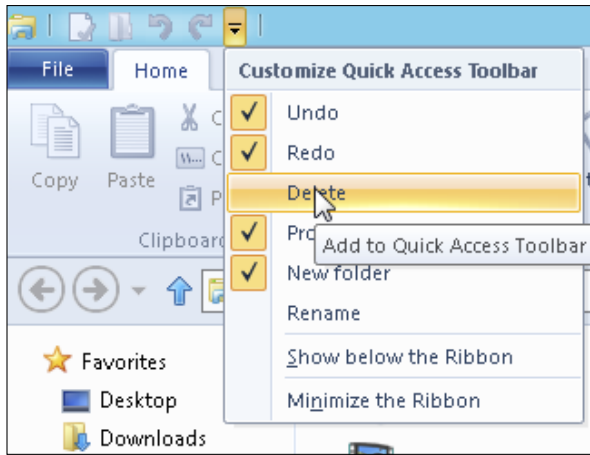 File
Home
Customize Quick Access Toolbar
Undo
Redo
Delete
Add to Quick Access Toolbar
New folder
Rename
Show below the Ribbon
Minimize the Ribbon
Copy
Paste
Clipboard
Favorites
Desktop
Downloads